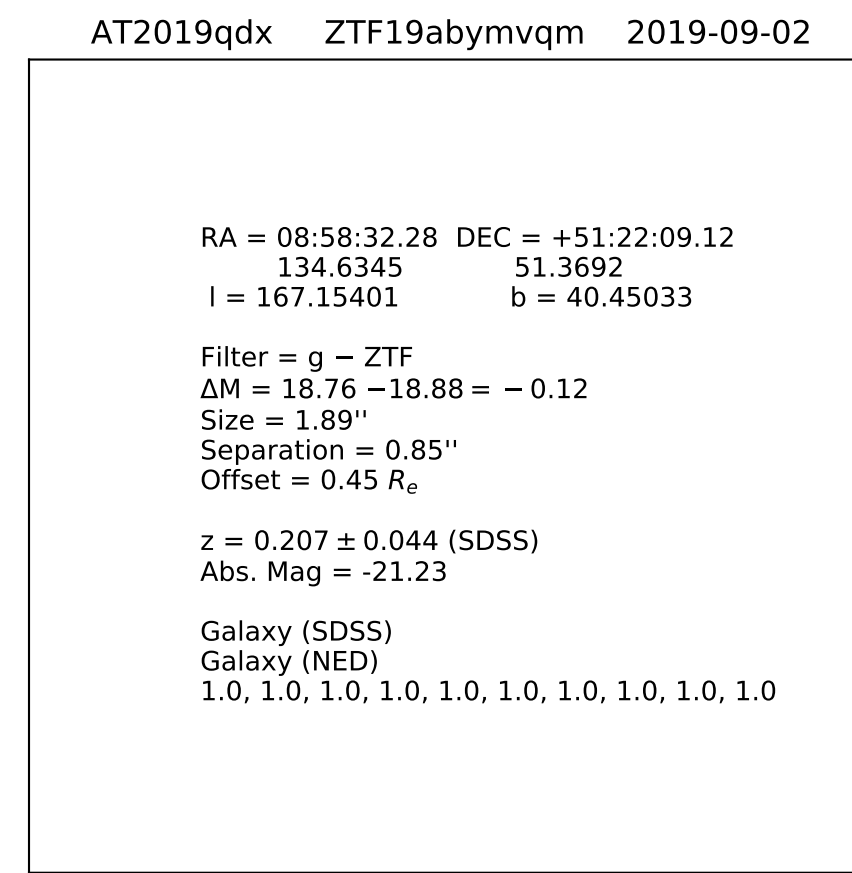 AT2019qdx ZTF19abymvqm 2019-09-02
RA = 08:58:32.28 DEC = +51:22:09.12
134.6345 51.3692
l = 167.15401 b = 40.45033
Filter = g − ZTF
ΔM = 18.76 −18.88 = − 0.12
Size = 1.89''
Separation = 0.85''
Offset = 0.45 Re
z = 0.207 ± 0.044 (SDSS)
Abs. Mag = -21.23
Galaxy (SDSS)
Galaxy (NED)
1.0, 1.0, 1.0, 1.0, 1.0, 1.0, 1.0, 1.0, 1.0, 1.0